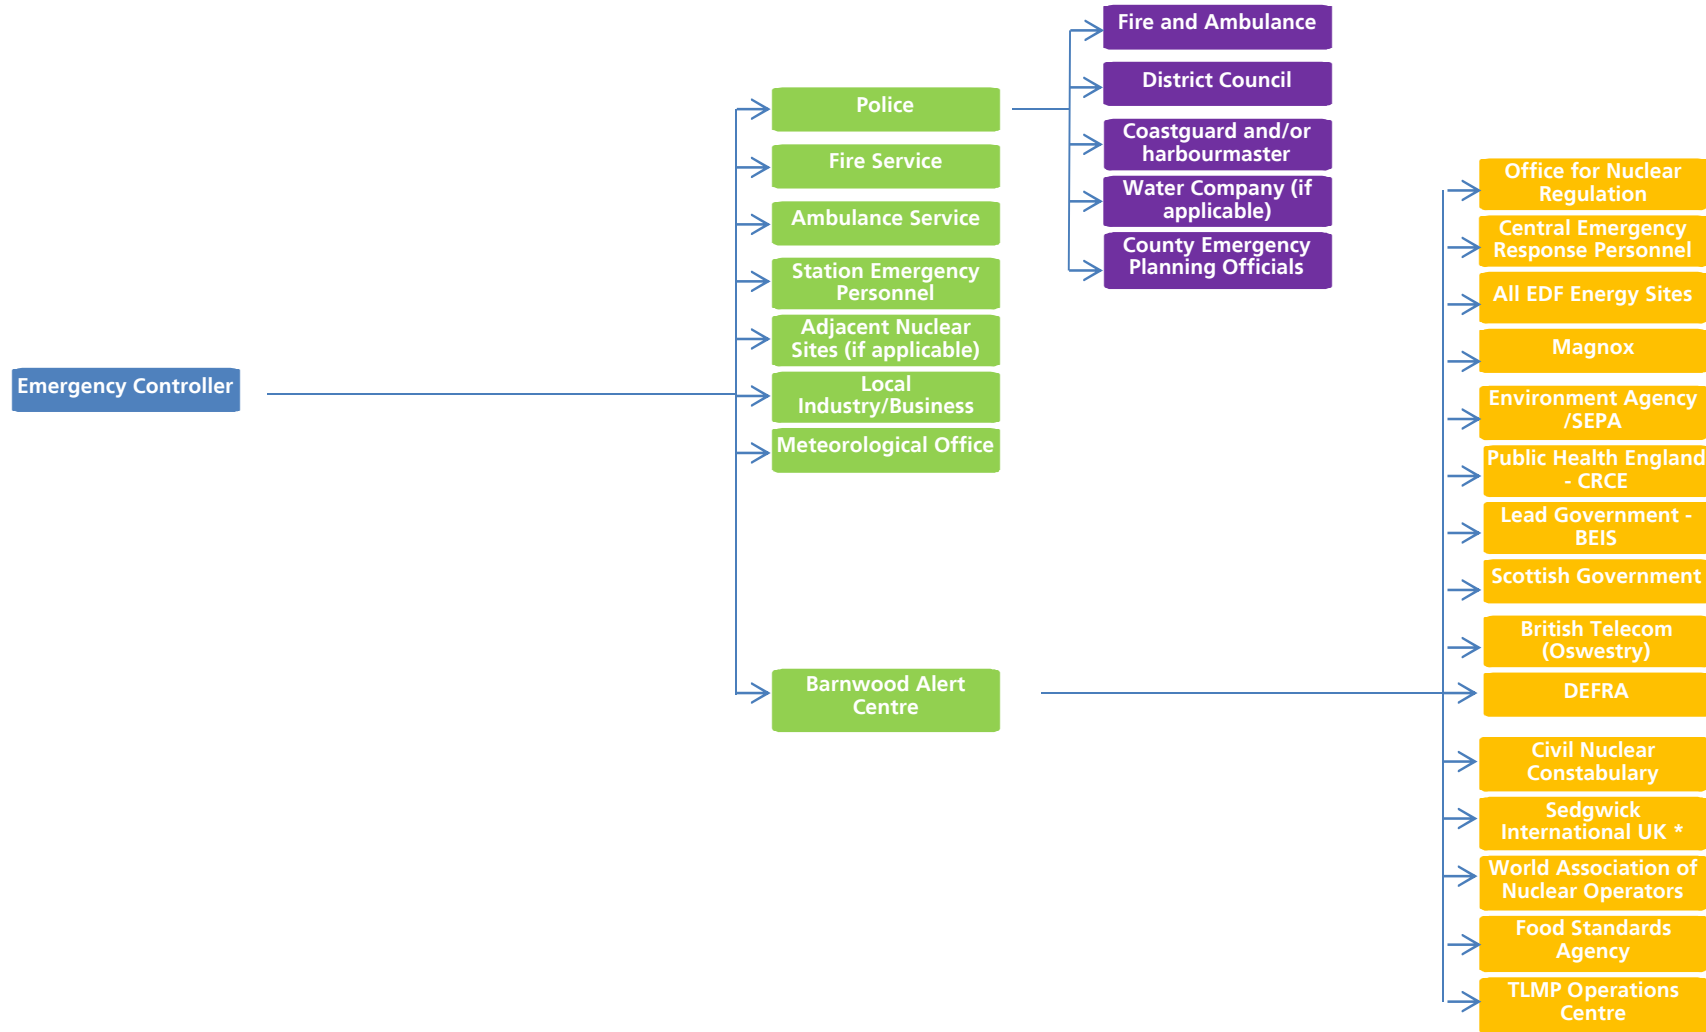 Emergency Controller
Police
Fire Service
Ambulance Service
Station Emergency
Personnel
Adjacent Nuclear
Sites (if applicable)
Local
Industry/Business
Meteorological Office
Barnwood Alert
Centre
Fire and Ambulance
District Council
Coastguard and/or
harbourmaster
Water Company (if
applicable)
County Emergency
Planning Officials
Office for Nuclear
Regulation
Central Emergency
Response Personnel
All EDF Energy Sites
Magnox
Environment Agency
/SEPA
Public Health England
- CRCE
Lead Government -
BEIS
Scottish Government
British Telecom
(Oswestry)
DEFRA
Civil Nuclear
Constabulary
Sedgwick
International UK *
World Association of
Nuclear Operators
Food Standards
Agency
TLMP Operations
Centre